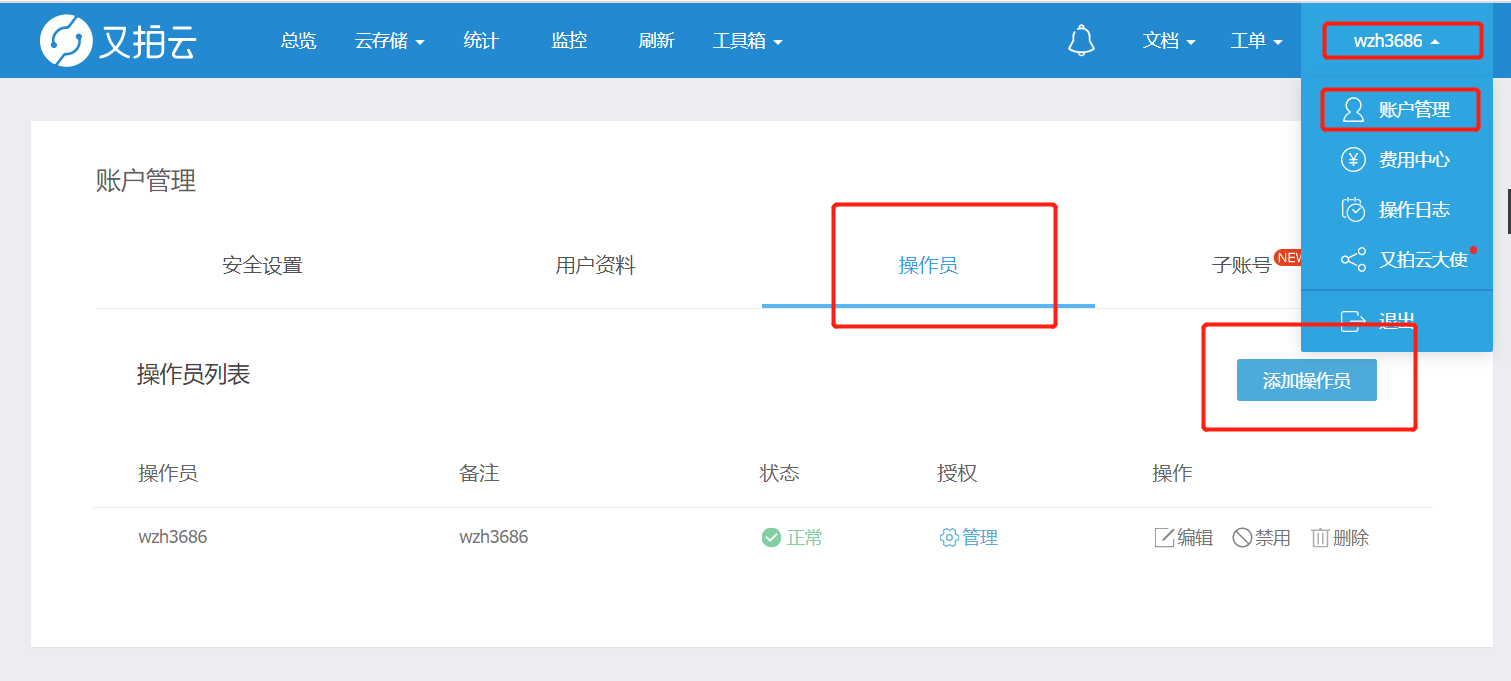 又拍云 总览 云存储 统计 监控 刷新 工具箱 文档 工单 wzh3686
账户管理
费用中心
操作日志
又拍云大使
退出
账户管理
安全设置 用户资料 操作员 子账号 NEW
操作员列表 添加操作员
操作员 备注 状态 授权 操作
wzh3686 wzh3686 正常 管理 编辑 禁用 删除